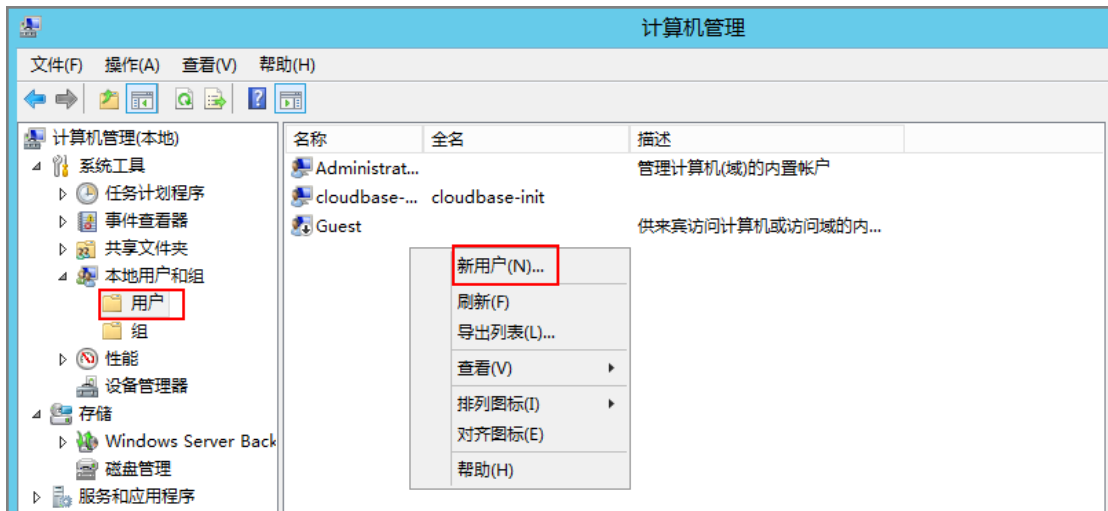 计算机管理
文件(F) 操作(A) 查看(V) 帮助(H)
计算机管理(本地)
系统工具
任务计划程序
事件查看器
共享文件夹
本地用户和组
用户
组
性能
设备管理器
存储
Windows Server Back
磁盘管理
服务和应用程序
名称 全名 描述
Administrat... 管理计算机(域)的内置帐户
cloudbase-... cloudbase-init
Guest 供来宾访问计算机或访问域的内...
新用户(N)...
刷新(F)
导出列表(L)...
查看(V)
排列图标(I)
对齐图标(E)
帮助(H)